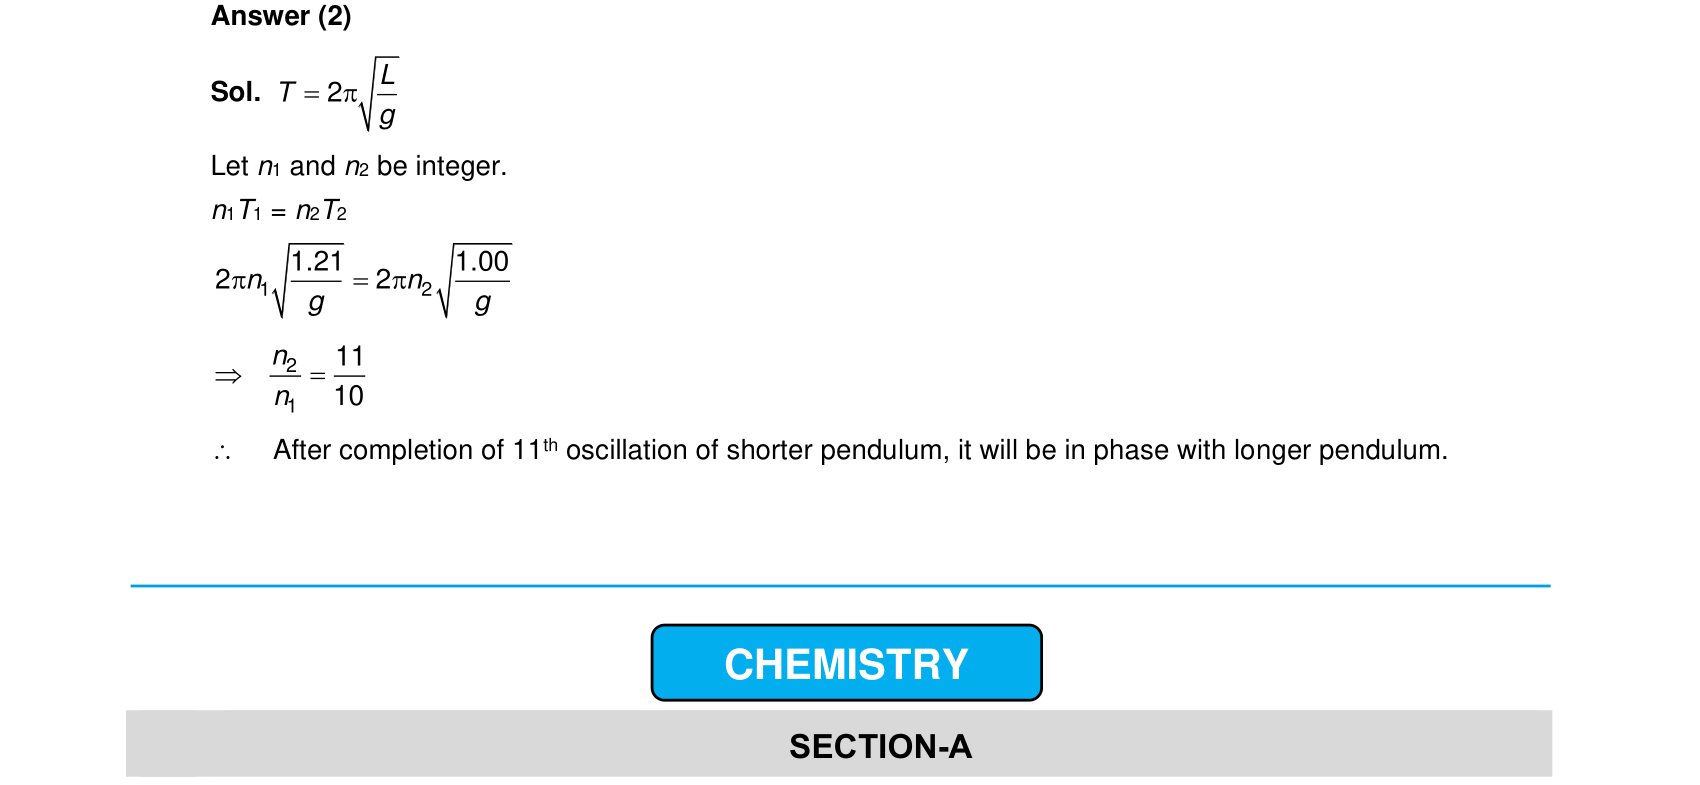 Answer (2)
Sol. T = 2π√(L/g)
Let n₁ and n₂ be integer.
n₁T₁ = n₂T₂
2πn₁√(1.21/g) = 2πn₂√(1.00/g)
⇒ n₂/n₁ = 11/10
∴ After completion of 11ᵗʰ oscillation of shorter pendulum, it will be in phase with longer pendulum.
CHEMISTRY
SECTION-A